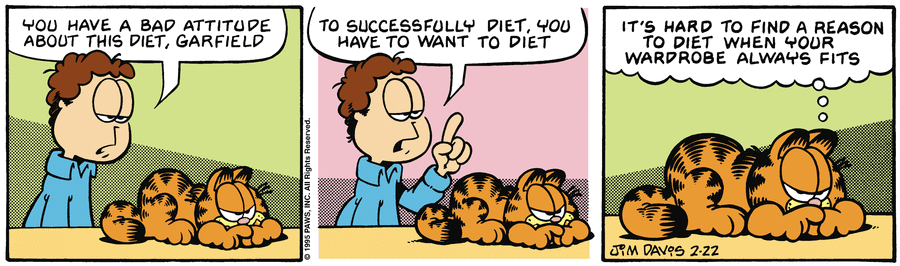 YOU HAVE A BAD ATTITUDE
ABOUT THIS DIET, GARFIELD
© 1995 PAWS, INC. All Rights Reserved.
TO SUCCESSFULLY DIET, YOU
HAVE TO WANT TO DIET
IT'S HARD TO FIND A REASON
TO DIET WHEN YOUR
WARDROBE ALWAYS FITS
JIM DAVIS 2-22